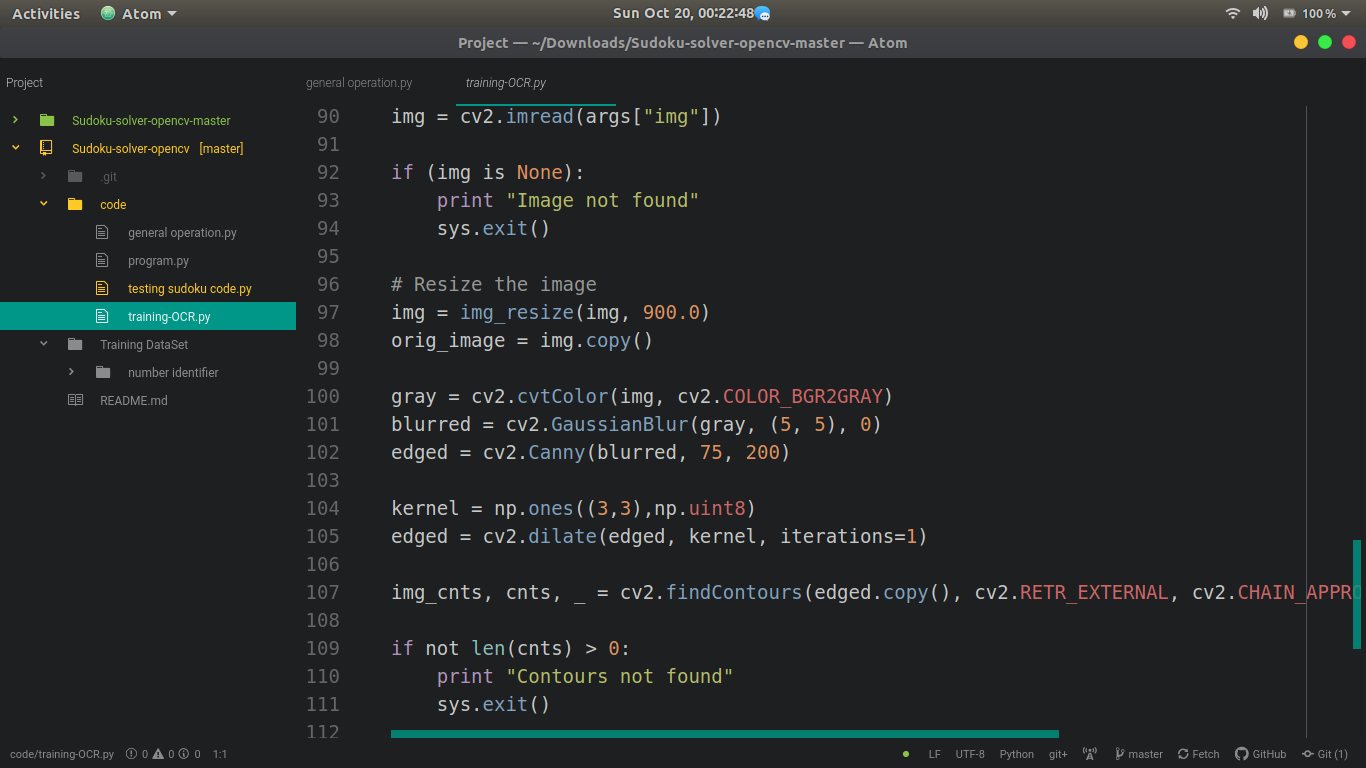 Activities Atom Sun Oct 20, 00:22:48 100 %
Project — ~/Downloads/Sudoku-solver-opencv-master — Atom
Project general operation.py training-OCR.py
Sudoku-solver-opencv-master
Sudoku-solver-opencv [master]
.git
code
general operation.py
program.py
testing sudoku code.py
training-OCR.py
Training DataSet
number identifier
README.md
90 img = cv2.imread(args["img"])
91
92 if (img is None):
93 print "Image not found"
94 sys.exit()
95
96 # Resize the image
97 img = img_resize(img, 900.0)
98 orig_image = img.copy()
99
100 gray = cv2.cvtColor(img, cv2.COLOR_BGR2GRAY)
101 blurred = cv2.GaussianBlur(gray, (5, 5), 0)
102 edged = cv2.Canny(blurred, 75, 200)
103
104 kernel = np.ones((3,3),np.uint8)
105 edged = cv2.dilate(edged, kernel, iterations=1)
106
107 img_cnts, cnts, _ = cv2.findContours(edged.copy(), cv2.RETR_EXTERNAL, cv2.CHAIN_APPRO
108
109 if not len(cnts) > 0:
110 print "Contours not found"
111 sys.exit()
112
code/training-OCR.py 0 0 0 1:1 LF UTF-8 Python git+ master Fetch GitHub Git (1)